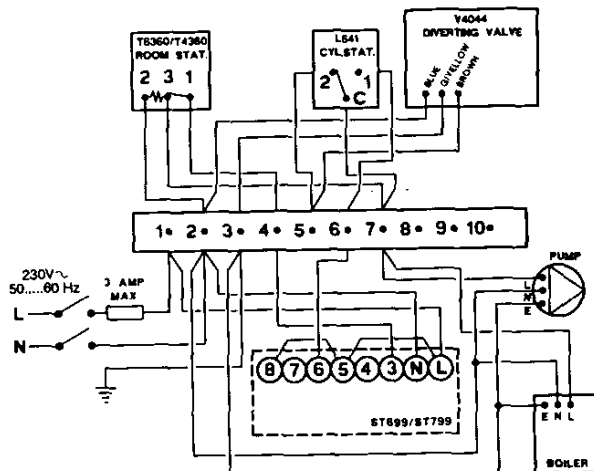 T6360/T4360
ROOM STAT.
2 3 1
L641
CYL.STAT.
2 1
C
V4044
DIVERTING VALVE
BLUE
G/YELLOW
BROWN
1 2 3 4 5 6 7 8 9 10
230V~
50.....60 Hz
3 AMP
MAX
L
N
PUMP
L
N
E
8 7 6 5 4 3 N L
ST699/ST799
E N L
BOILER